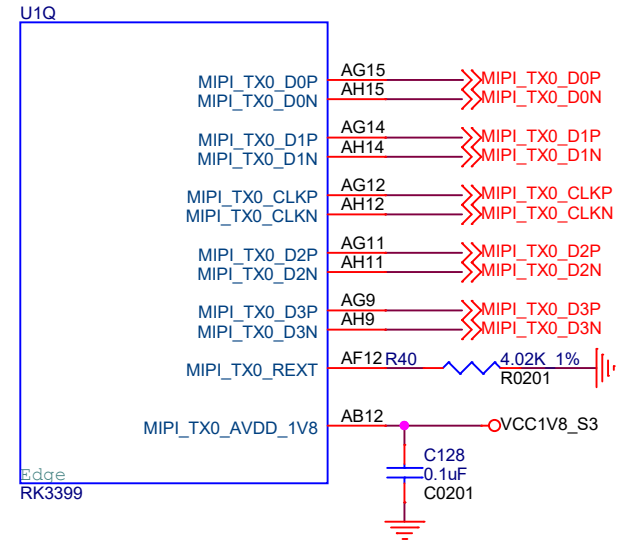 U1Q
MIPI_TX0_D0P AG15 MIPI_TX0_D0P
MIPI_TX0_D0N AH15 MIPI_TX0_D0N
MIPI_TX0_D1P AG14 MIPI_TX0_D1P
MIPI_TX0_D1N AH14 MIPI_TX0_D1N
MIPI_TX0_CLKP AG12 MIPI_TX0_CLKP
MIPI_TX0_CLKN AH12 MIPI_TX0_CLKN
MIPI_TX0_D2P AG11 MIPI_TX0_D2P
MIPI_TX0_D2N AH11 MIPI_TX0_D2N
MIPI_TX0_D3P AG9 MIPI_TX0_D3P
MIPI_TX0_D3N AH9 MIPI_TX0_D3N
MIPI_TX0_REXT AF12 R40 4.02K 1%
R0201
MIPI_TX0_AVDD_1V8 AB12 VCC1V8_S3
C128
0.1uF
C0201
Edge
RK3399